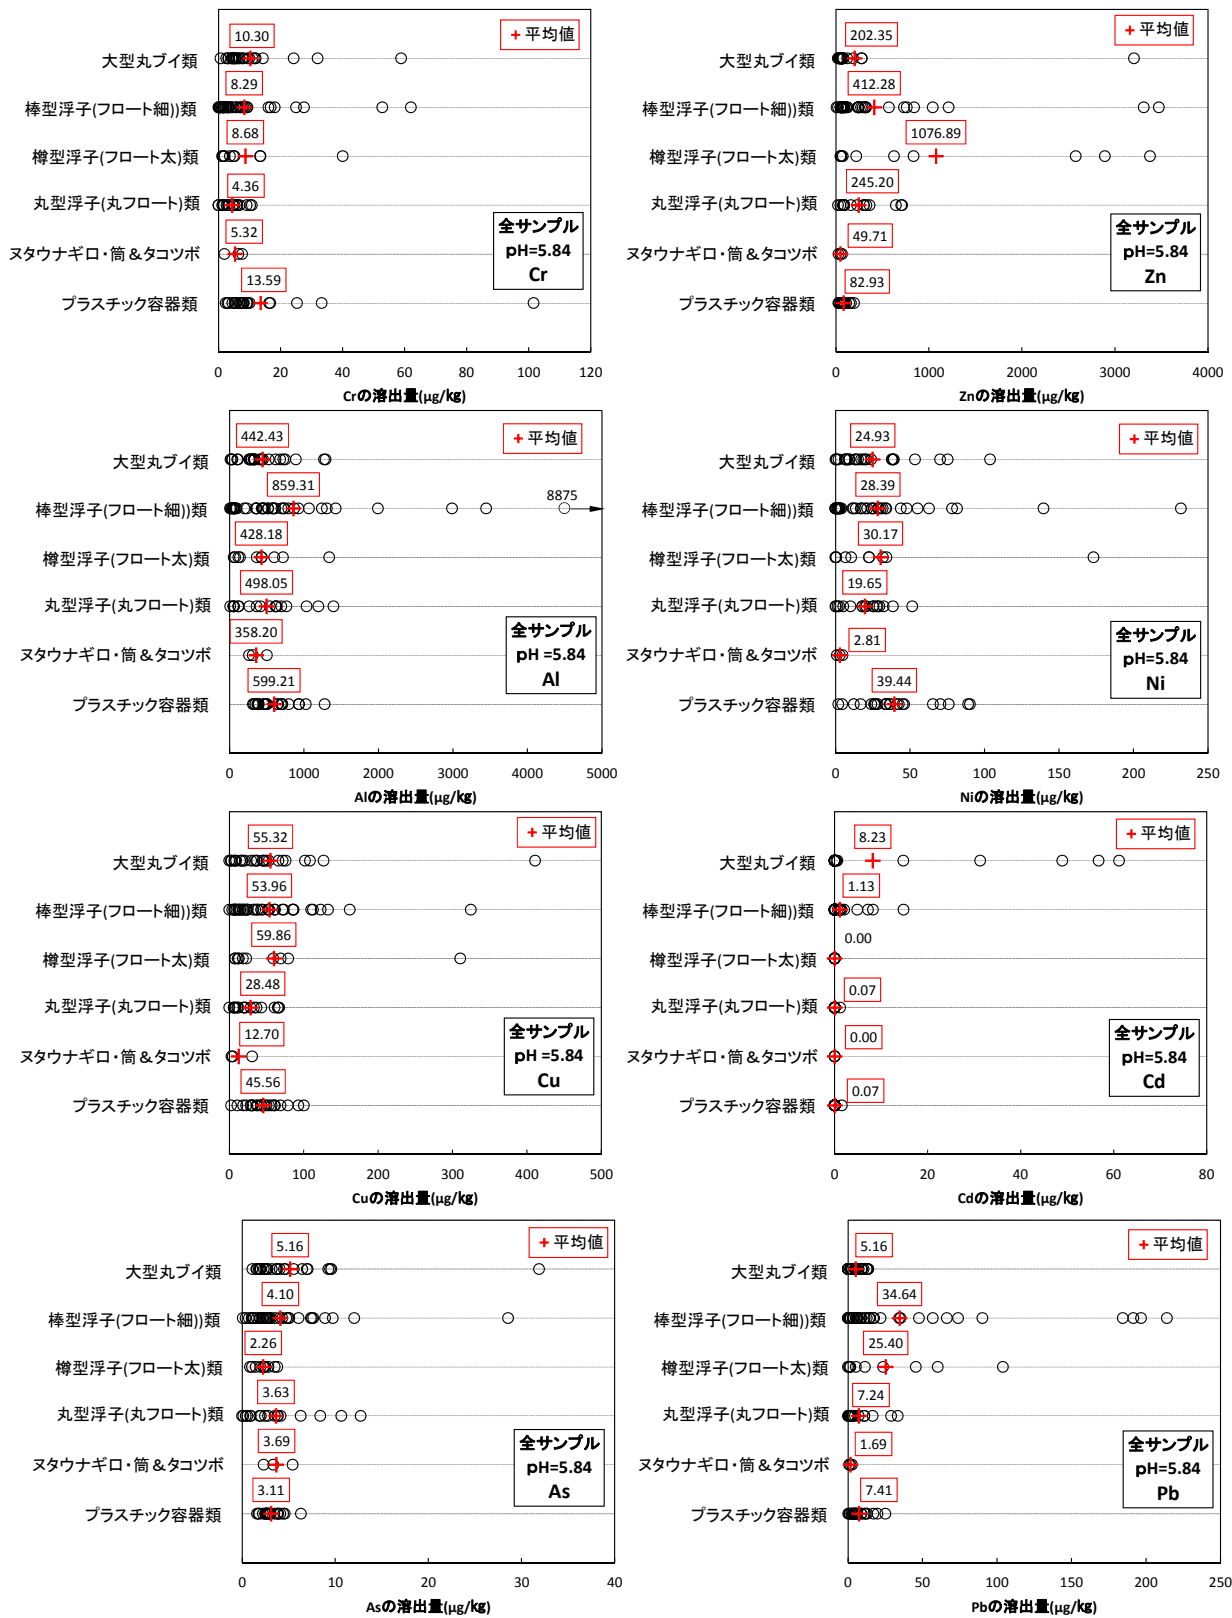 10.30
+平均値
大型丸ブイ類
8.29
棒型浮子(フロート細))類
8.68
樽型浮子(フロート太)類
4.36
丸型浮子(丸フロート)類
5.32
ヌタウナギロ・筒＆タコツボ
13.59
プラスチック容器類
全サンプル
pH=5.84
Cr
0 20 40 60 80 100 120
Crの溶出量(μg/kg)
202.35
+平均値
大型丸ブイ類
412.28
棒型浮子(フロート細))類
1076.89
樽型浮子(フロート太)類
245.20
丸型浮子(丸フロート)類
49.71
ヌタウナギロ・筒＆タコツボ
82.93
プラスチック容器類
全サンプル
pH=5.84
Zn
0 1000 2000 3000 4000
Znの溶出量(μg/kg)
442.43
+平均値
大型丸ブイ類
859.31
8875
棒型浮子(フロート細))類
428.18
樽型浮子(フロート太)類
498.05
丸型浮子(丸フロート)類
358.20
ヌタウナギロ・筒＆タコツボ
599.21
プラスチック容器類
全サンプル
pH =5.84
Al
0 1000 2000 3000 4000 5000
Alの溶出量(μg/kg)
24.93
+平均値
大型丸ブイ類
28.39
棒型浮子(フロート細))類
30.17
樽型浮子(フロート太)類
19.65
丸型浮子(丸フロート)類
2.81
ヌタウナギロ・筒＆タコツボ
39.44
プラスチック容器類
全サンプル
pH=5.84
Ni
0 50 100 150 200 250
Niの溶出量(μg/kg)
55.32
+平均値
大型丸ブイ類
53.96
棒型浮子(フロート細))類
59.86
樽型浮子(フロート太)類
28.48
丸型浮子(丸フロート)類
12.70
ヌタウナギロ・筒＆タコツボ
45.56
プラスチック容器類
全サンプル
pH =5.84
Cu
0 100 200 300 400 500
Cuの溶出量(μg/kg)
8.23
+平均値
大型丸ブイ類
1.13
棒型浮子(フロート細))類
0.00
樽型浮子(フロート太)類
0.07
丸型浮子(丸フロート)類
0.00
ヌタウナギロ・筒＆タコツボ
0.07
プラスチック容器類
全サンプル
pH=5.84
Cd
0 20 40 60 80
Cdの溶出量(μg/kg)
5.16
+平均値
大型丸ブイ類
4.10
棒型浮子(フロート細))類
2.26
樽型浮子(フロート太)類
3.63
丸型浮子(丸フロート)類
3.69
ヌタウナギロ・筒＆タコツボ
3.11
プラスチック容器類
全サンプル
pH=5.84
As
0 10 20 30 40
Asの溶出量(μg/kg)
5.16
+平均値
大型丸ブイ類
34.64
棒型浮子(フロート細))類
25.40
樽型浮子(フロート太)類
7.24
丸型浮子(丸フロート)類
1.69
ヌタウナギロ・筒＆タコツボ
7.41
プラスチック容器類
全サンプル
pH=5.84
Pb
0 50 100 150 200 250
Pbの溶出量(μg/kg)